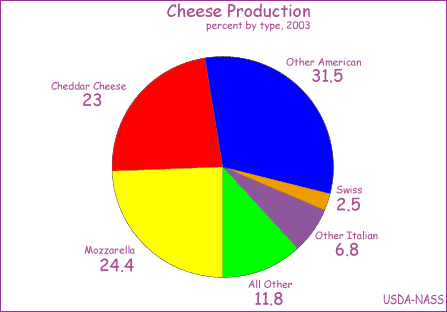 Cheese Production
percent by type, 2003
Other American
31.5
Cheddar Cheese
23
Swiss
2.5
Other Italian
6.8
Mozzarella
24.4
All Other
11.8
USDA-NASS